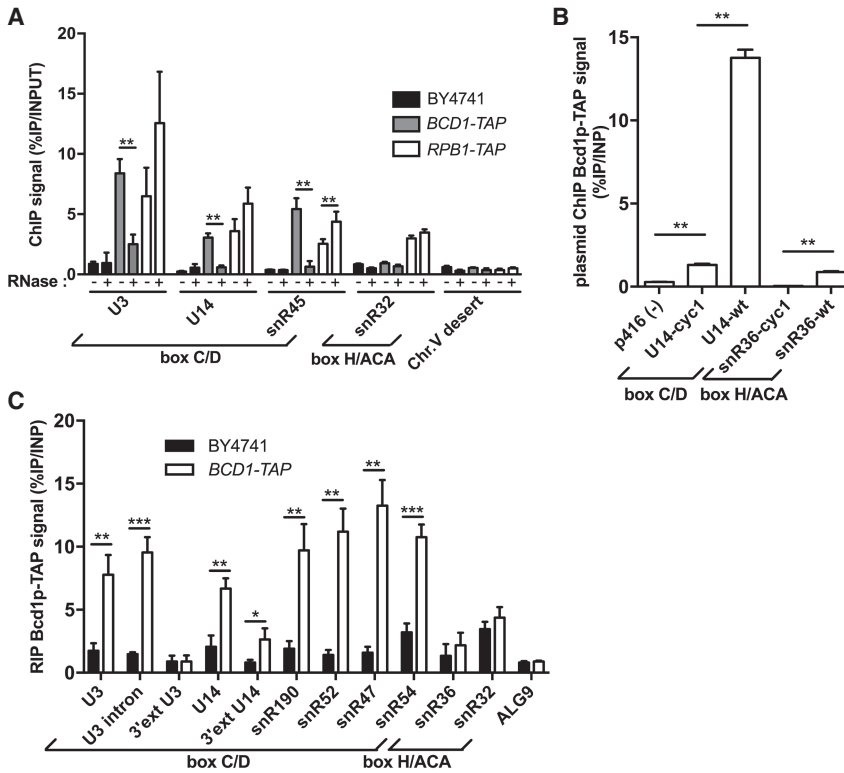 A
ChIP signal (%IP/INPUT)
20
15
10
5
0
BY4741
BCD1-TAP
RPB1-TAP
**
**
**
**
RNase : - + - + - + - + - + - + - + - + - + - + - + - + - + - + - +
U3
U14
snR45
snR32
Chr.V desert
box C/D
box H/ACA
B
plasmid ChIP Bcd1p-TAP signal
(%IP/INP)
15
10
5
0
**
**
**
p416 (-)
U14-cyc1
U14-wt
snR36-cyc1
snR36-wt
box C/D
box H/ACA
C
RIP Bcd1p-TAP signal (%IP/INP)
20
15
10
5
0
BY4741
BCD1-TAP
**
***
**
*
**
**
**
***
U3
U3 intron
3'ext U3
U14
3'ext U14
snR190
snR52
snR47
snR54
snR36
snR32
ALG9
box C/D
box H/ACA